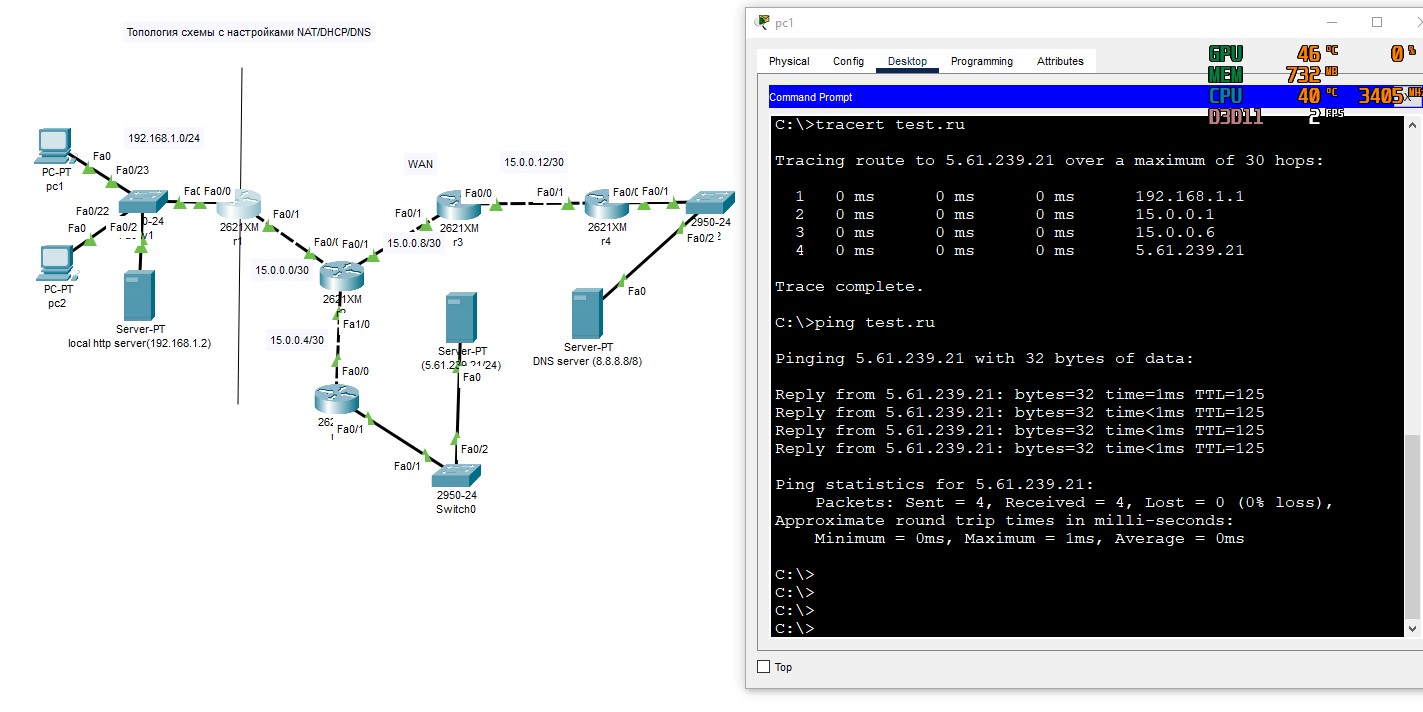 Топология схемы с настройками NAT/DHCP/DNS
192.168.1.0/24
Fa0
PC-PT
pc1
Fa0/23
Fa0/22
Fa0
Fa0/2
PC-PT
pc2
Server-PT
local http server(192.168.1.2)
Fa0/0
2621XM
r1
Fa0/1
15.0.0.0/30
Fa0/1
2621XM
Fa1/0
15.0.0.4/30
Fa0/0
Fa0/1
WAN
Fa0/1
15.0.0.8/30
Fa0/0
2621XM
r3
15.0.0.12/30
Fa0/1
Fa0/1
2621XM
r4
2950-24
Fa0/2
Fa0
Server-PT
DNS server (8.8.8.8/8)
Server-PT
Fa0
Fa0/2
Fa0/1
2950-24
Switch0
pc1
Physical Config Desktop Programming Attributes
GPU 46 °C 0 %
MEM 732 MB
CPU 40 °C 3405 MHz
D3D11 2 FPS
Command Prompt
C:\>tracert test.ru
Tracing route to 5.61.239.21 over a maximum of 30 hops:
1 0 ms 0 ms 0 ms 192.168.1.1
2 0 ms 0 ms 0 ms 15.0.0.1
3 0 ms 0 ms 0 ms 15.0.0.6
4 0 ms 0 ms 0 ms 5.61.239.21
Trace complete.
C:\>ping test.ru
Pinging 5.61.239.21 with 32 bytes of data:
Reply from 5.61.239.21: bytes=32 time=1ms TTL=125
Reply from 5.61.239.21: bytes=32 time<1ms TTL=125
Reply from 5.61.239.21: bytes=32 time<1ms TTL=125
Reply from 5.61.239.21: bytes=32 time<1ms TTL=125
Ping statistics for 5.61.239.21:
Packets: Sent = 4, Received = 4, Lost = 0 (0% loss),
Approximate round trip times in milli-seconds:
Minimum = 0ms, Maximum = 1ms, Average = 0ms
C:\>
C:\>
C:\>
C:\>
Top